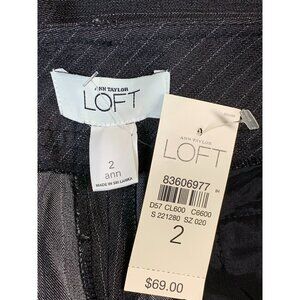 ANN TAYLOR
LOFT
2
ann
MADE IN SRI LANKA
ANN TAYLOR
LOFT
83606977
D57 CL600 C6600
S 221280 SZ 020
2
$69.00